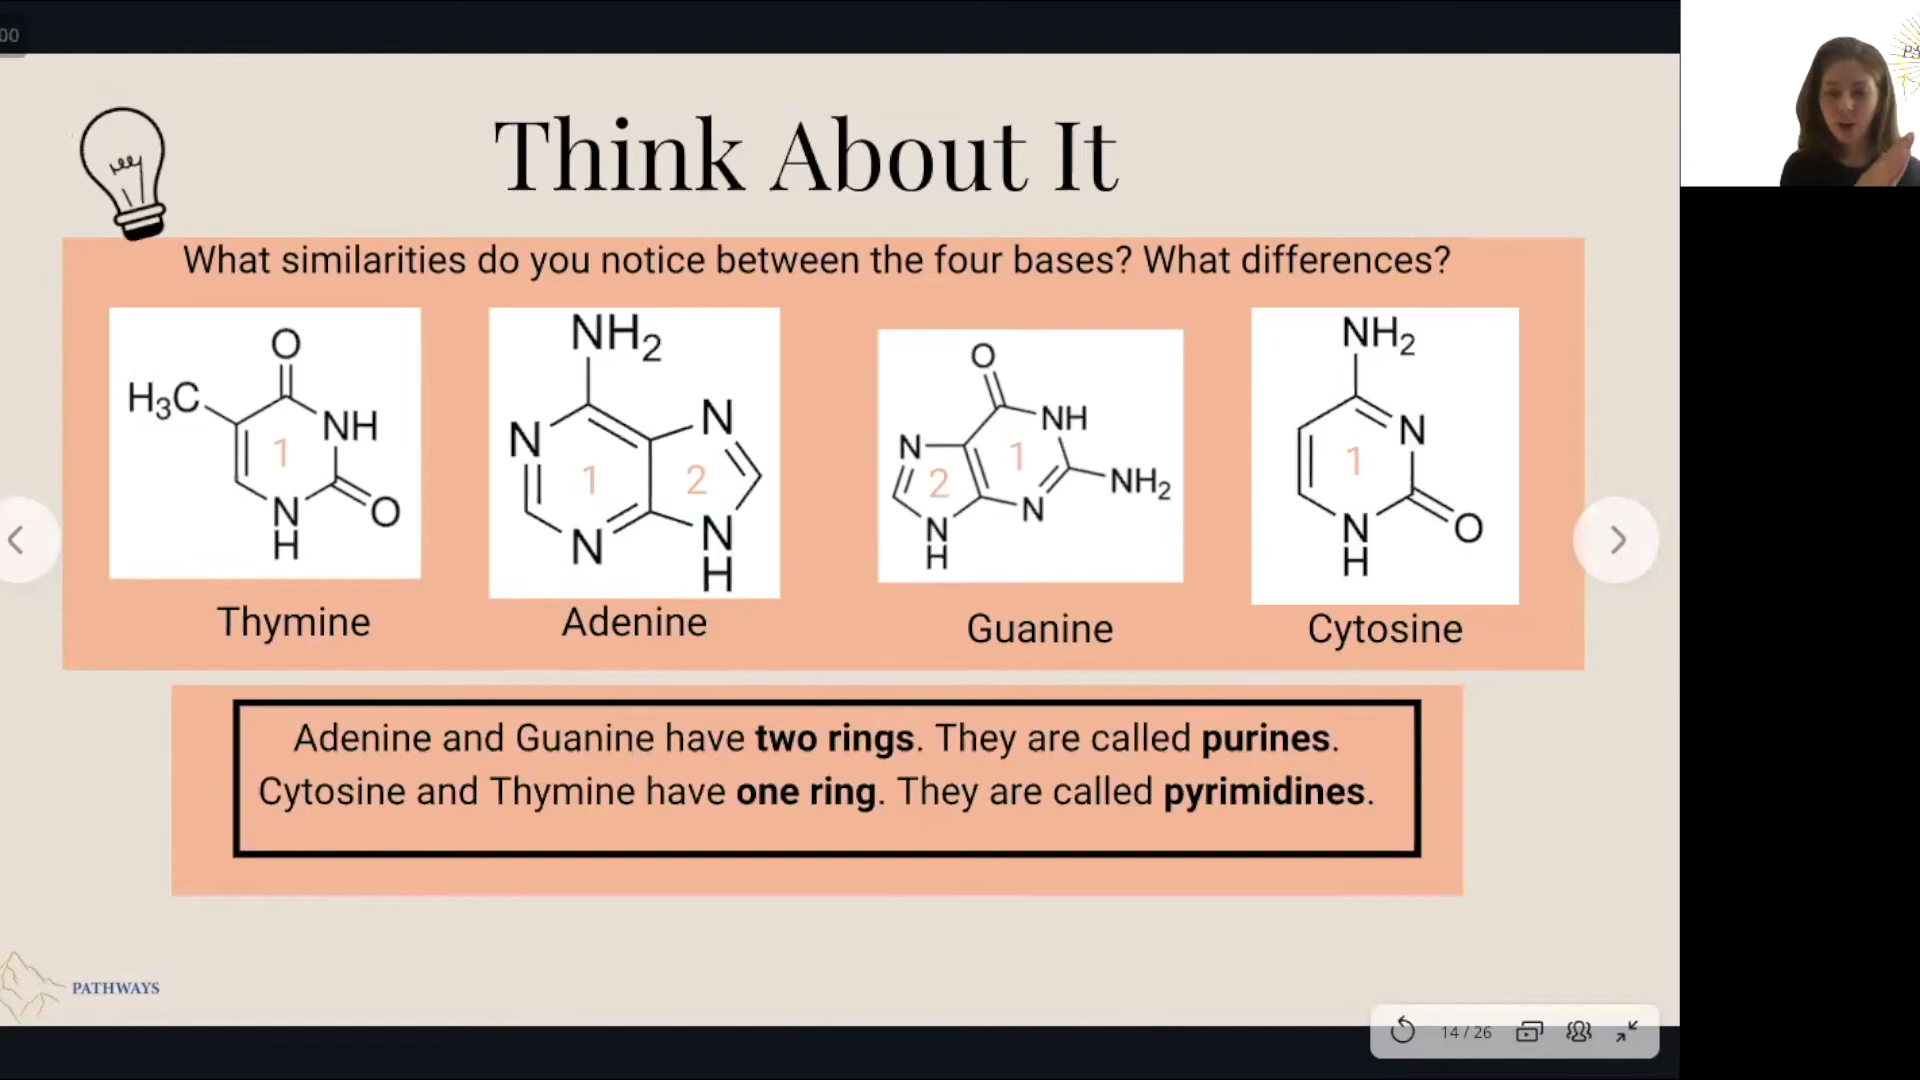 00
Think About It
What similarities do you notice between the four bases? What differences?
O
H₃C
NH
1
N
H
O
NH₂
N
N
1
2
N
N
H
O
N
NH
1
2
NH₂
N
N
H
NH₂
N
1
N
H
O
Thymine
Adenine
Guanine
Cytosine
Adenine and Guanine have two rings. They are called purines.
Cytosine and Thymine have one ring. They are called pyrimidines.
PATHWAYS
14 / 26